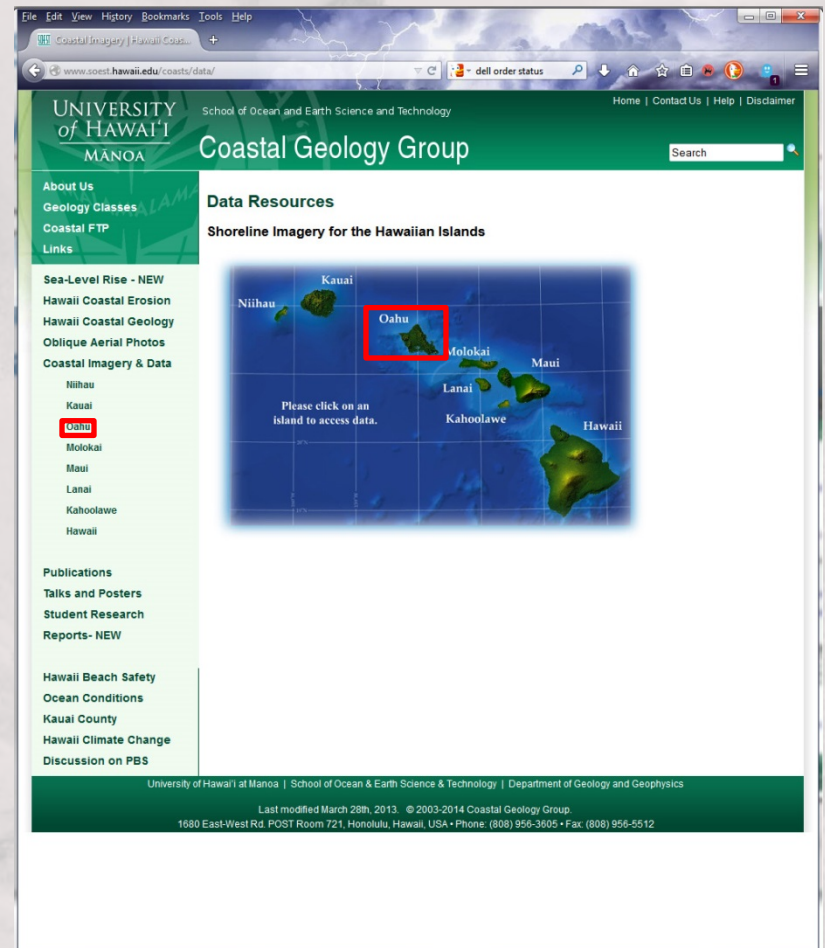 File Edit View History Bookmarks Tools Help
Coastal Imagery | Hawaii Coas...
www.soest.hawaii.edu/coasts/data/
dell order status
1
UNIVERSITY
of HAWAI'I
MĀNOA
School of Ocean and Earth Science and Technology
Coastal Geology Group
Home | Contact Us | Help | Disclaimer
Search
About Us
Geology Classes
Coastal FTP
Links
MALAMALAMA
Sea-Level Rise - NEW
Hawaii Coastal Erosion
Hawaii Coastal Geology
Oblique Aerial Photos
Coastal Imagery & Data
Niihau
Kauai
Oahu
Molokai
Maui
Lanai
Kahoolawe
Hawaii
Publications
Talks and Posters
Student Research
Reports- NEW
Hawaii Beach Safety
Ocean Conditions
Kauai County
Hawaii Climate Change
Discussion on PBS
Data Resources
Shoreline Imagery for the Hawaiian Islands
Kauai
Niihau
Oahu
Molokai
Maui
Lanai
Kahoolawe
Hawaii
Please click on an
island to access data.
University of Hawai'i at Manoa | School of Ocean & Earth Science & Technology | Department of Geology and Geophysics
Last modified March 28th, 2013. © 2003-2014 Coastal Geology Group.
1680 East-West Rd. POST Room 721, Honolulu, Hawaii, USA • Phone: (808) 956-3605 • Fax: (808) 956-5512